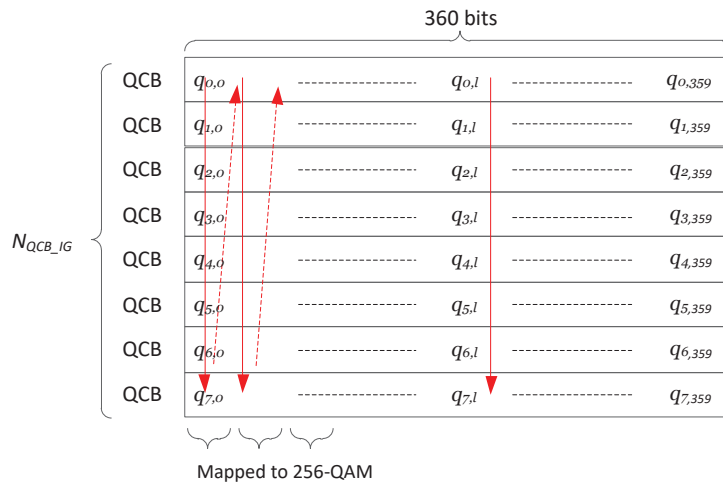 360 bits
QCB q0,0 q0,l q0,359
QCB q1,0 q1,l q1,359
QCB q2,0 q2,l q2,359
QCB q3,0 q3,l q3,359
NQCB_IG
QCB q4,0 q4,l q4,359
QCB q5,0 q5,l q5,359
QCB q6,0 q6,l q6,359
QCB q7,0 q7,l q7,359
Mapped to 256-QAM